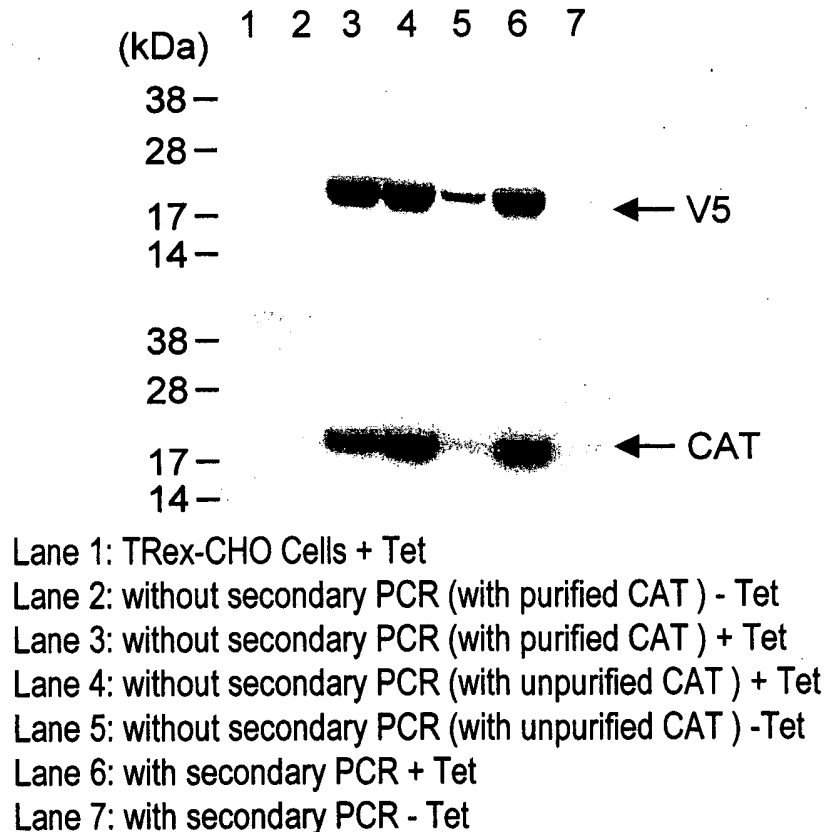 1 2 3 4 5 6 7
(kDa)
38
28
17
14
V5
38
28
17
14
CAT
Lane 1: TRex-CHO Cells + Tet
Lane 2: without secondary PCR (with purified CAT ) - Tet
Lane 3: without secondary PCR (with purified CAT ) + Tet
Lane 4: without secondary PCR (with unpurified CAT ) + Tet
Lane 5: without secondary PCR (with unpurified CAT ) -Tet
Lane 6: with secondary PCR + Tet
Lane 7: with secondary PCR - Tet